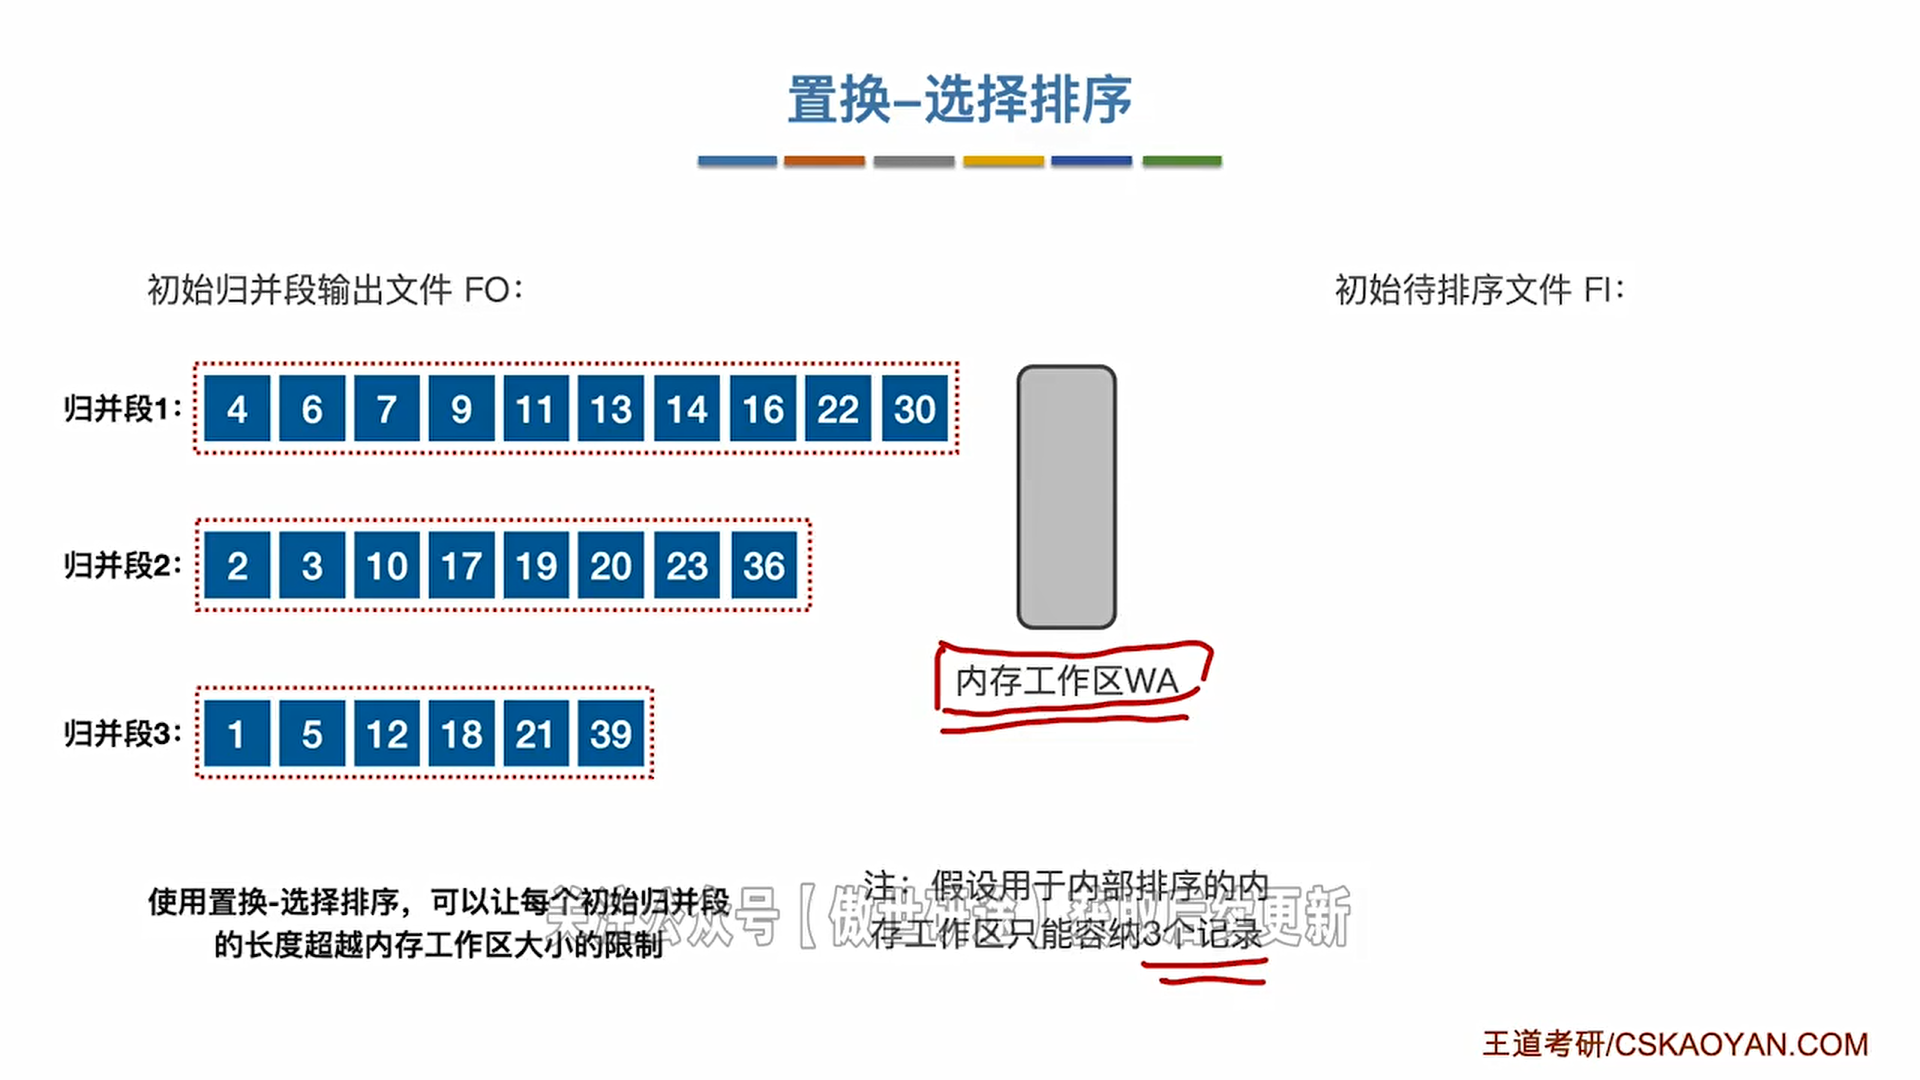 置换–选择排序
初始归并段输出文件 FO：
初始待排序文件 FI：
归并段1：
4 6 7 9 11 13 14 16 22 30
归并段2：
2 3 10 17 19 20 23 36
内存工作区WA
归并段3：
1 5 12 18 21 39
使用置换-选择排序，可以让每个初始归并段
的长度超越内存工作区大小的限制
注：假设用于内部排序的内
存工作区只能容纳3个记录
关注公众号【傲世研途】获取后续更新
王道考研/CSKAOYAN.COM